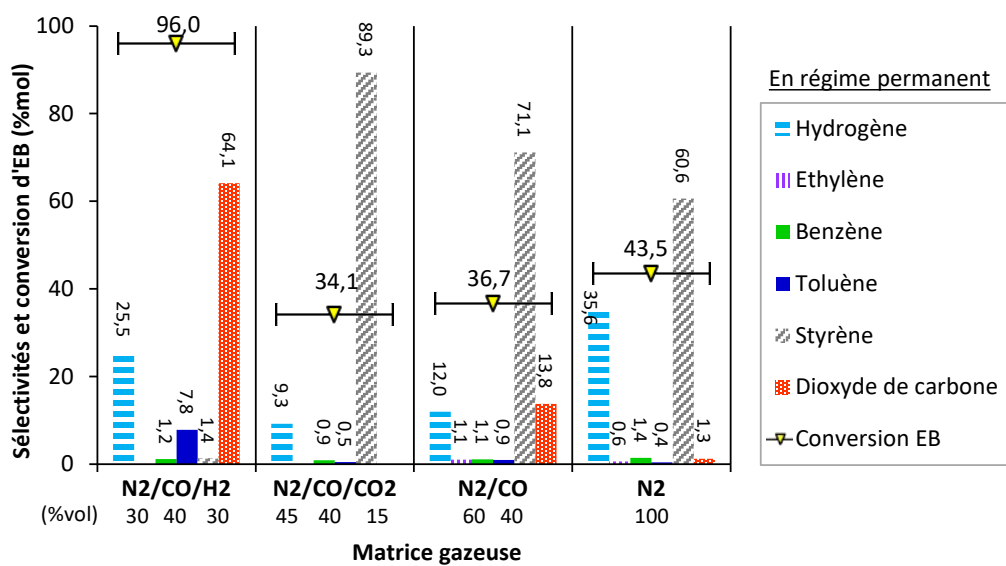 Sélectivités et conversion d'EB (%mol)
100
80
60
40
20
0
96,0
25,5
1,2
7,8
1,4
64,1
34,1
9,3
0,9
0,5
89,3
36,7
12,0
1,1
1,1
0,9
71,1
13,8
43,5
35,6
0,6
1,4
0,4
60,6
1,3
N2/CO/H2 N2/CO/CO2 N2/CO N2
(%vol) 30 40 30 45 40 15 60 40 100
Matrice gazeuse
En régime permanent
Hydrogène
Ethylène
Benzène
Toluène
Styrène
Dioxyde de carbone
Conversion EB